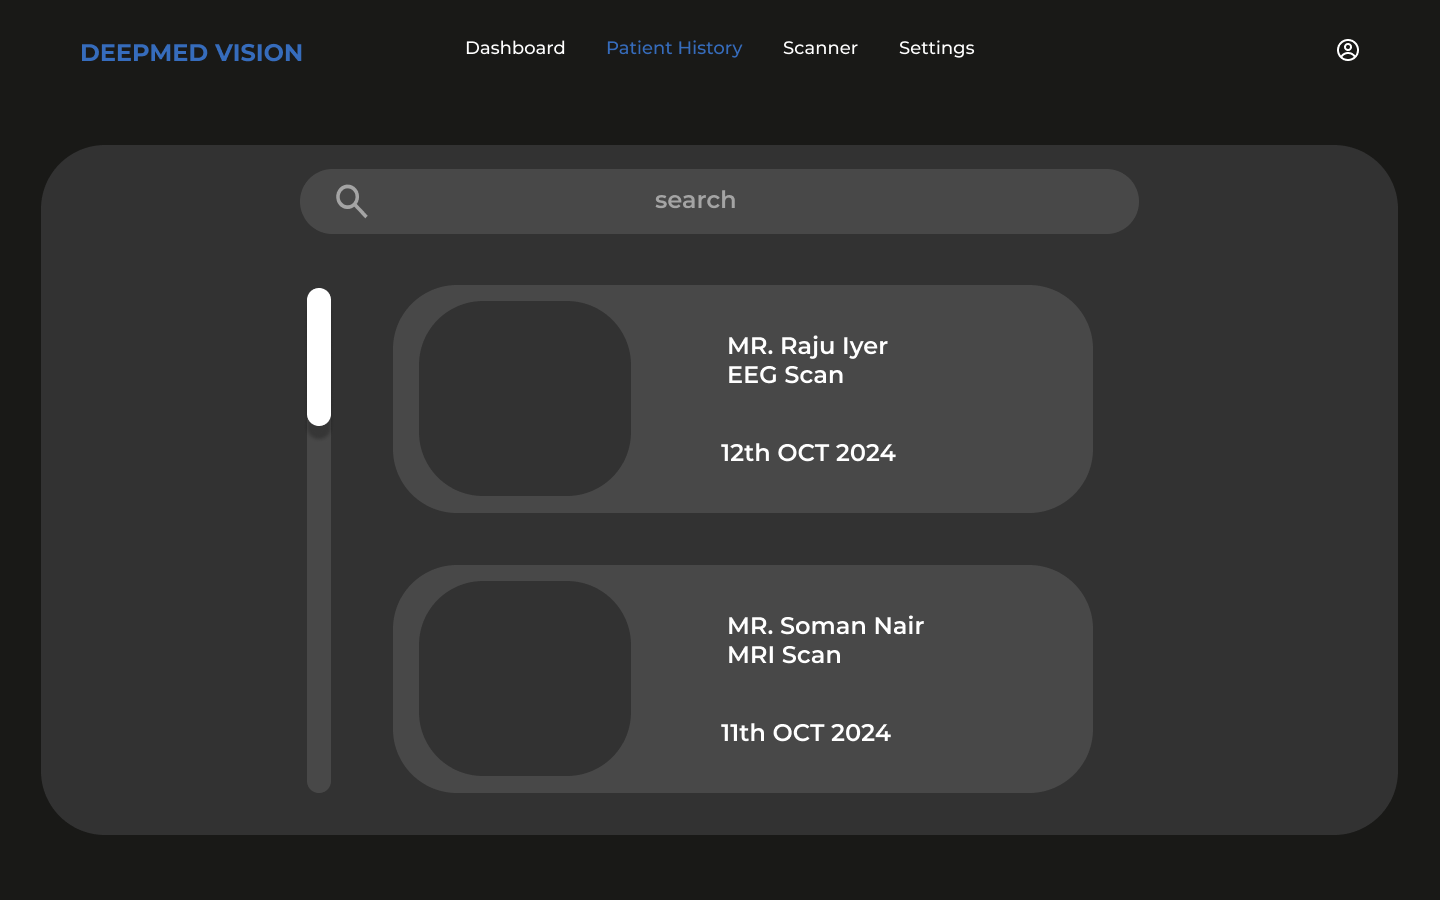 DEEPMED VISION
Dashboard
Patient History
Scanner
Settings
search
MR. Raju Iyer
EEG Scan
12th OCT 2024
MR. Soman Nair
MRI Scan
11th OCT 2024